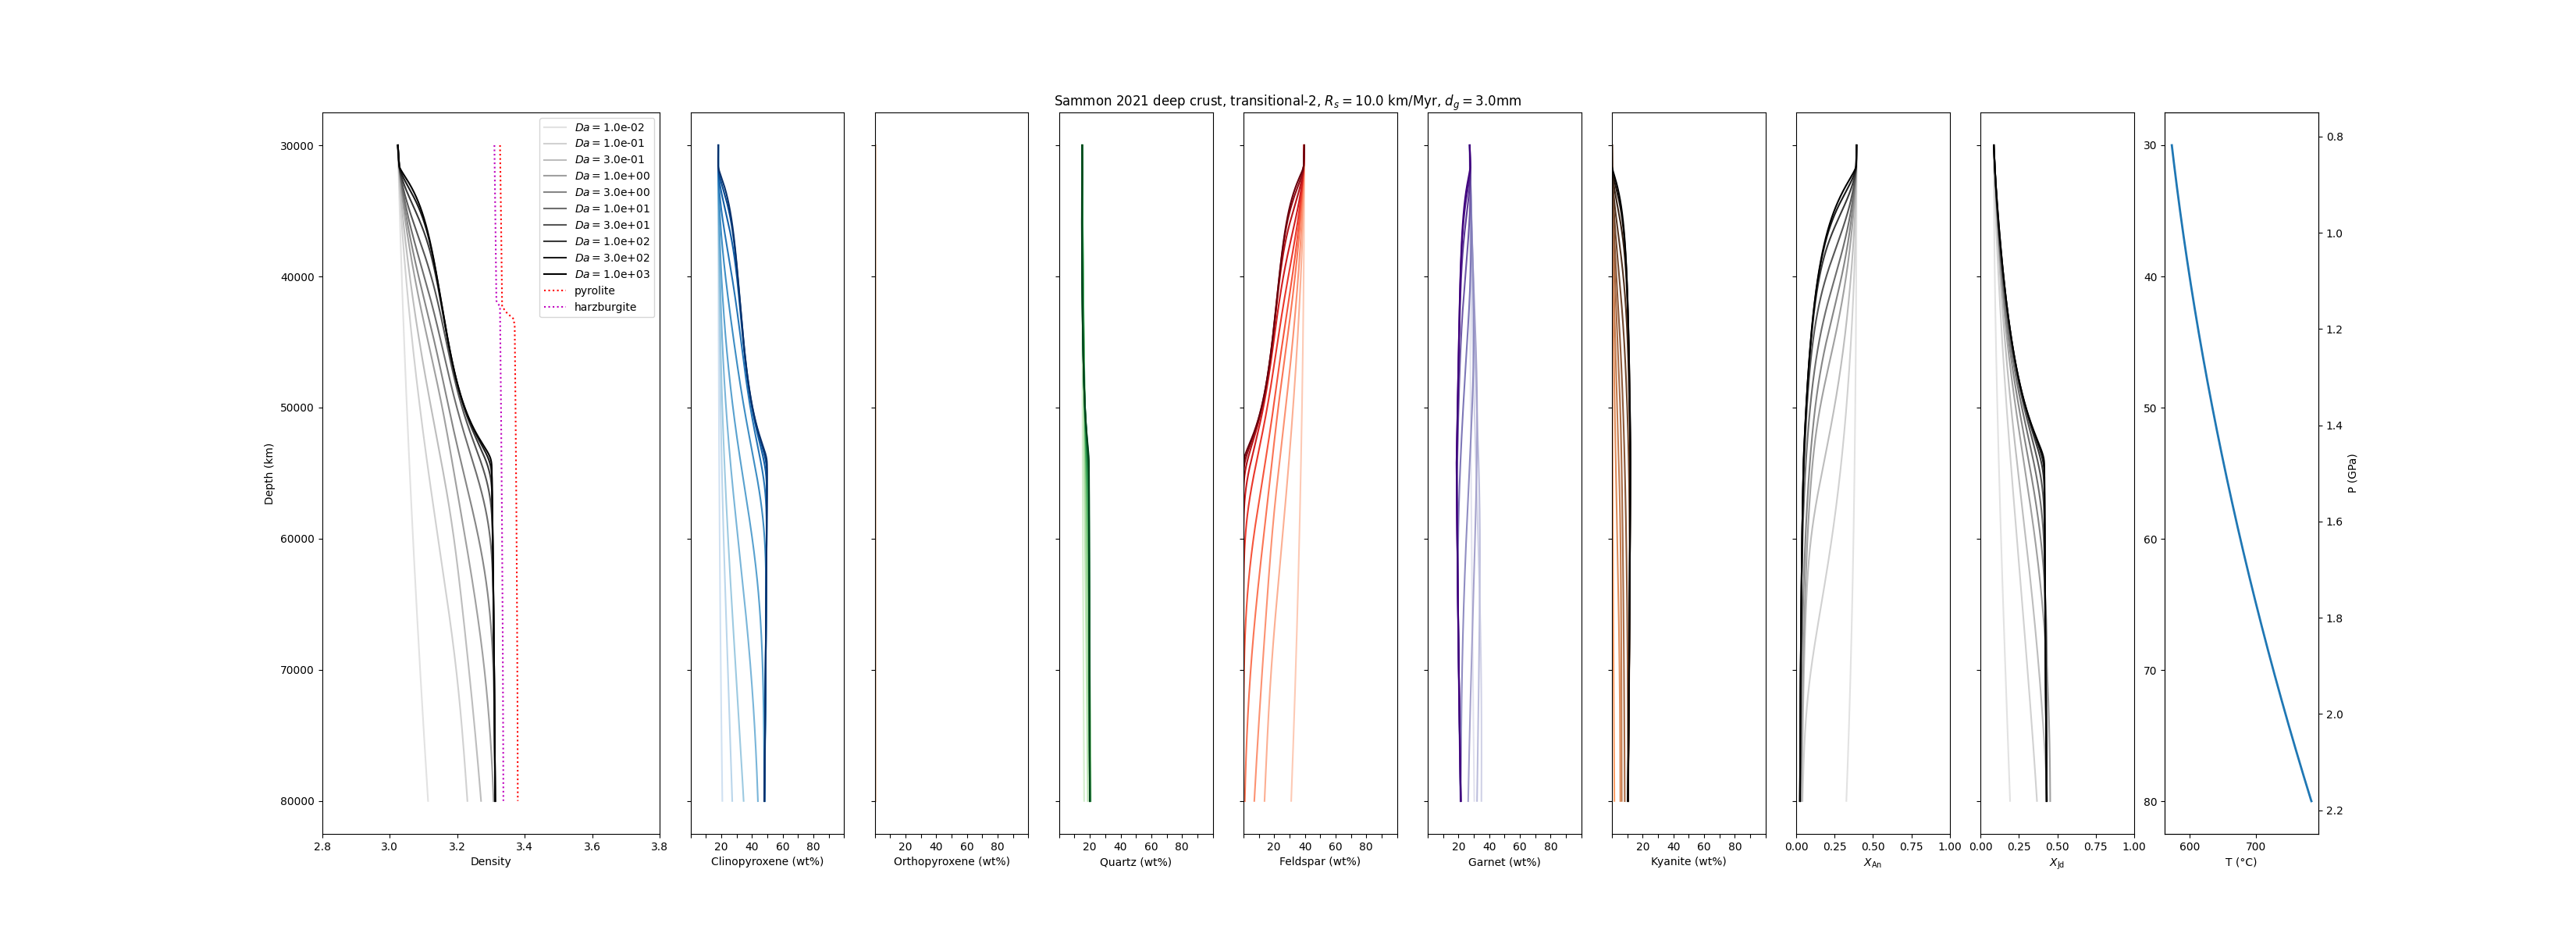 Sammon 2021 deep crust, transitional-2, R_s = 10.0 km/Myr, d_g = 3.0mm
Da = 1.0e-02
Da = 1.0e-01
Da = 3.0e-01
Da = 1.0e+00
Da = 3.0e+00
Da = 1.0e+01
Da = 3.0e+01
Da = 1.0e+02
Da = 3.0e+02
Da = 1.0e+03
pyrolite
harzburgite
Depth (km)
30000
40000
50000
60000
70000
80000
2.8 3.0 3.2 3.4 3.6 3.8
Density
20 40 60 80
Clinopyroxene (wt%)
20 40 60 80
Orthopyroxene (wt%)
20 40 60 80
Quartz (wt%)
20 40 60 80
Feldspar (wt%)
20 40 60 80
Garnet (wt%)
20 40 60 80
Kyanite (wt%)
0.00 0.25 0.50 0.75 1.00
X_An
0.00 0.25 0.50 0.75 1.00
X_Jd
30
40
50
60
70
80
600 700
T (°C)
0.8
1.0
1.2
1.4
1.6
1.8
2.0
2.2
P (GPa)